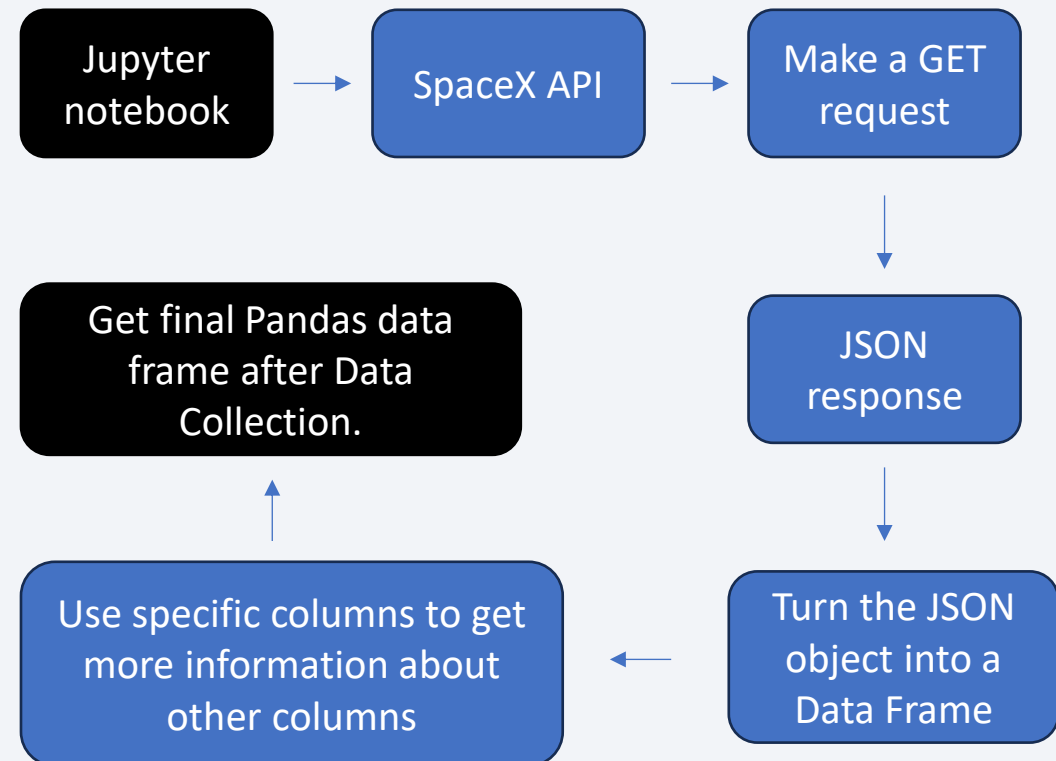 Jupyter
notebook
SpaceX API
Make a GET
request
JSON
response
Turn the JSON
object into a
Data Frame
Use specific columns to get
more information about
other columns
Get final Pandas data
frame after Data
Collection.